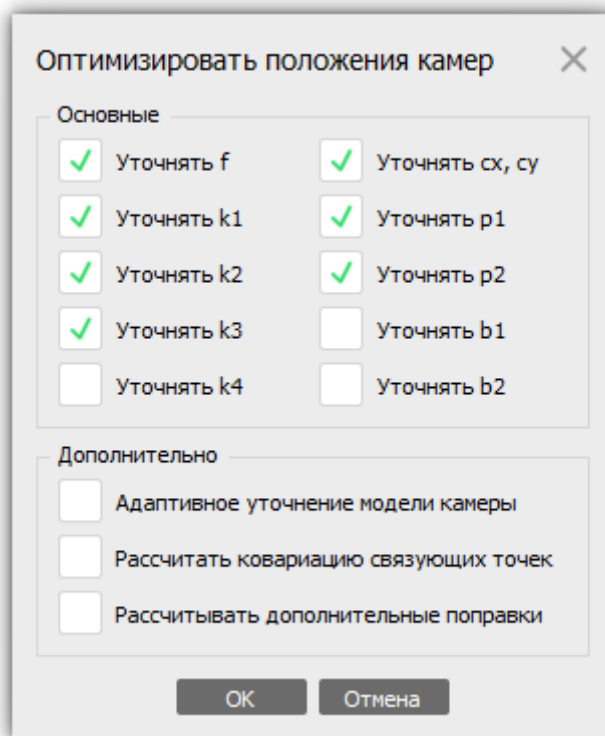 Оптимизировать положения камер
Основные
Уточнять f
Уточнять cx, cy
Уточнять k1
Уточнять p1
Уточнять k2
Уточнять p2
Уточнять k3
Уточнять b1
Уточнять k4
Уточнять b2
Дополнительно
Адаптивное уточнение модели камеры
Рассчитать ковариацию связующих точек
Рассчитывать дополнительные поправки
OK
Отмена